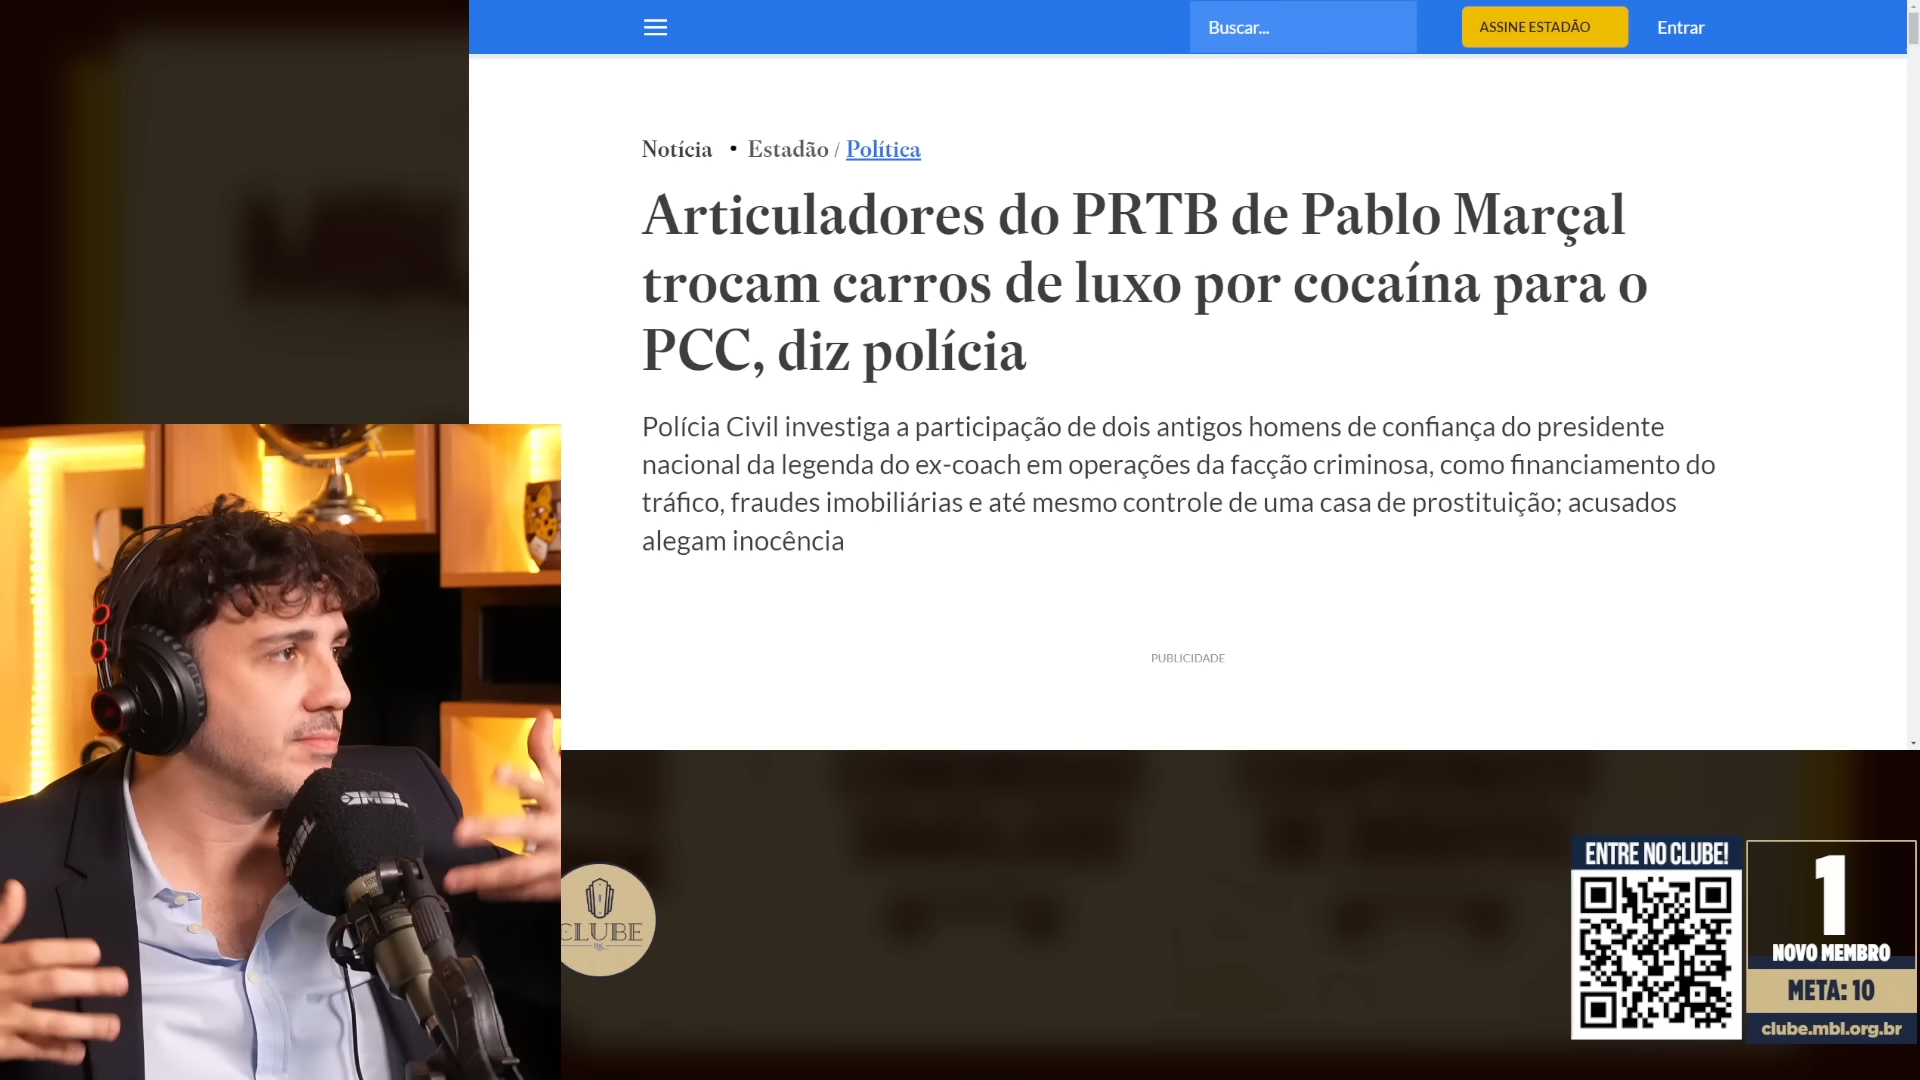 Buscar...
ASSINE ESTADÃO
Entrar
Notícia • Estadão / Política
Articuladores do PRTB de Pablo Marçal
trocam carros de luxo por cocaína para o
PCC, diz polícia
Polícia Civil investiga a participação de dois antigos homens de confiança do presidente
nacional da legenda do ex-coach em operações da facção criminosa, como financiamento do
tráfico, fraudes imobiliárias e até mesmo controle de uma casa de prostituição; acusados
alegam inocência
PUBLICIDADE
MBL
MBL
CLUBE
ENTRE NO CLUBE!
1
NOVO MEMBRO
META: 10
clube.mbl.org.br